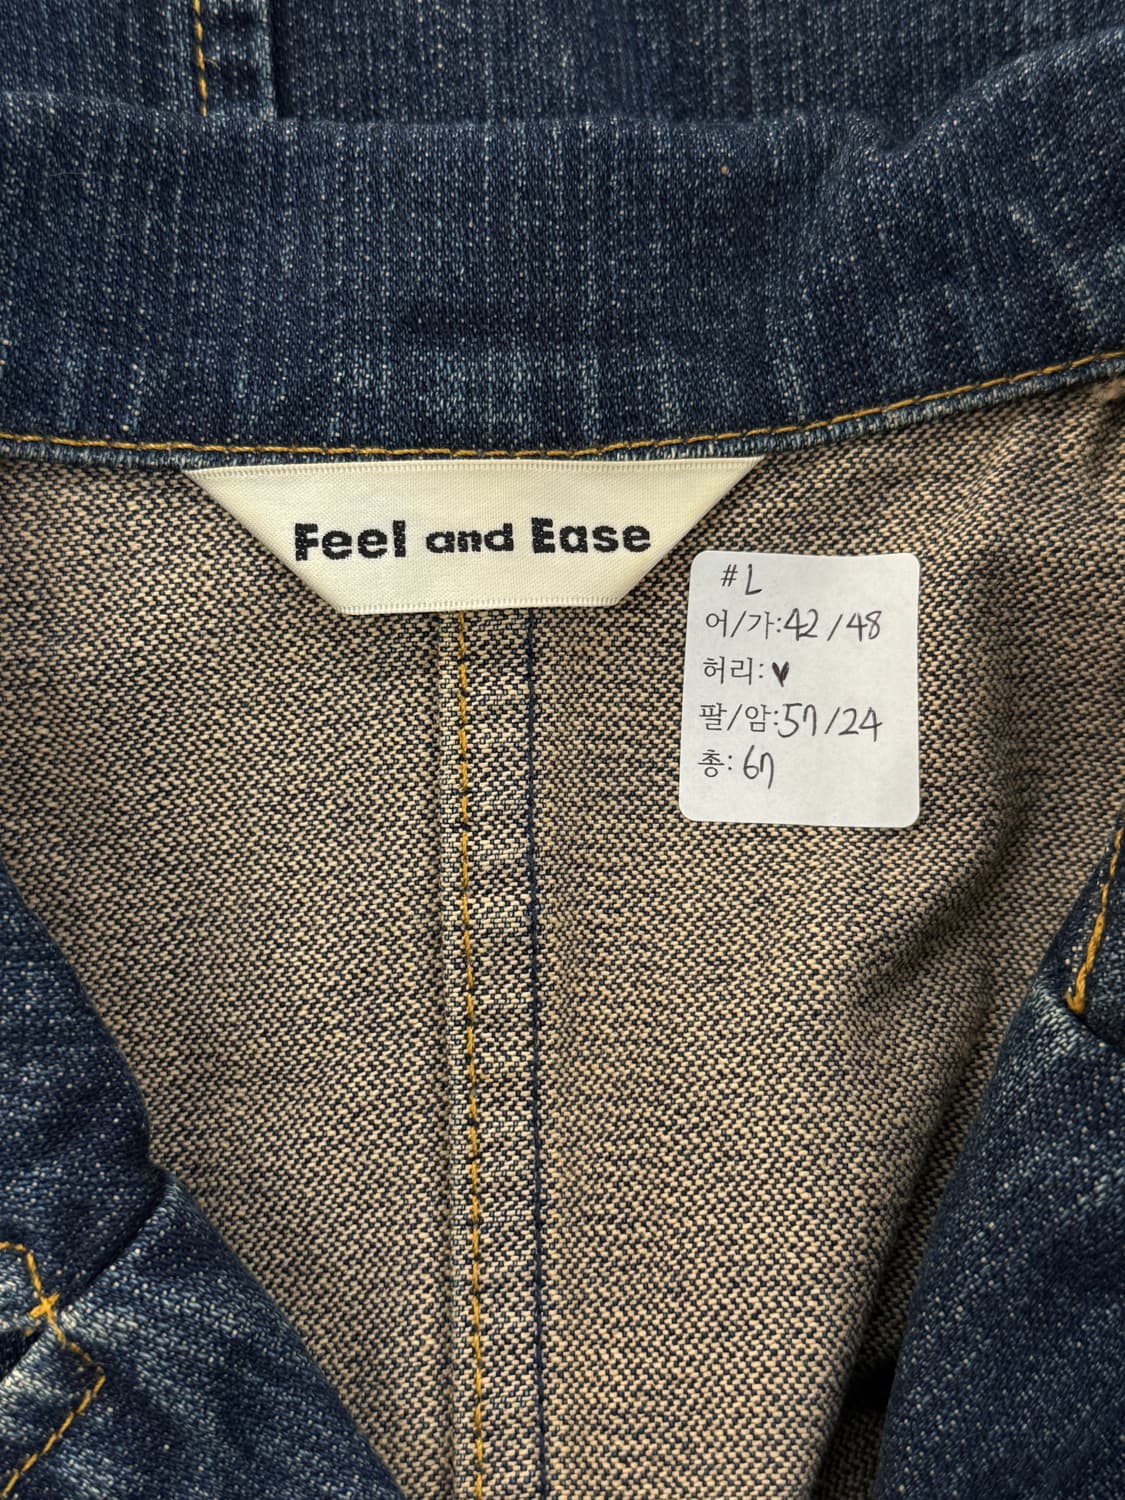 Feel and Ease
#L
어/가:42/48
허리:♥
팔/암:57/24
총:67